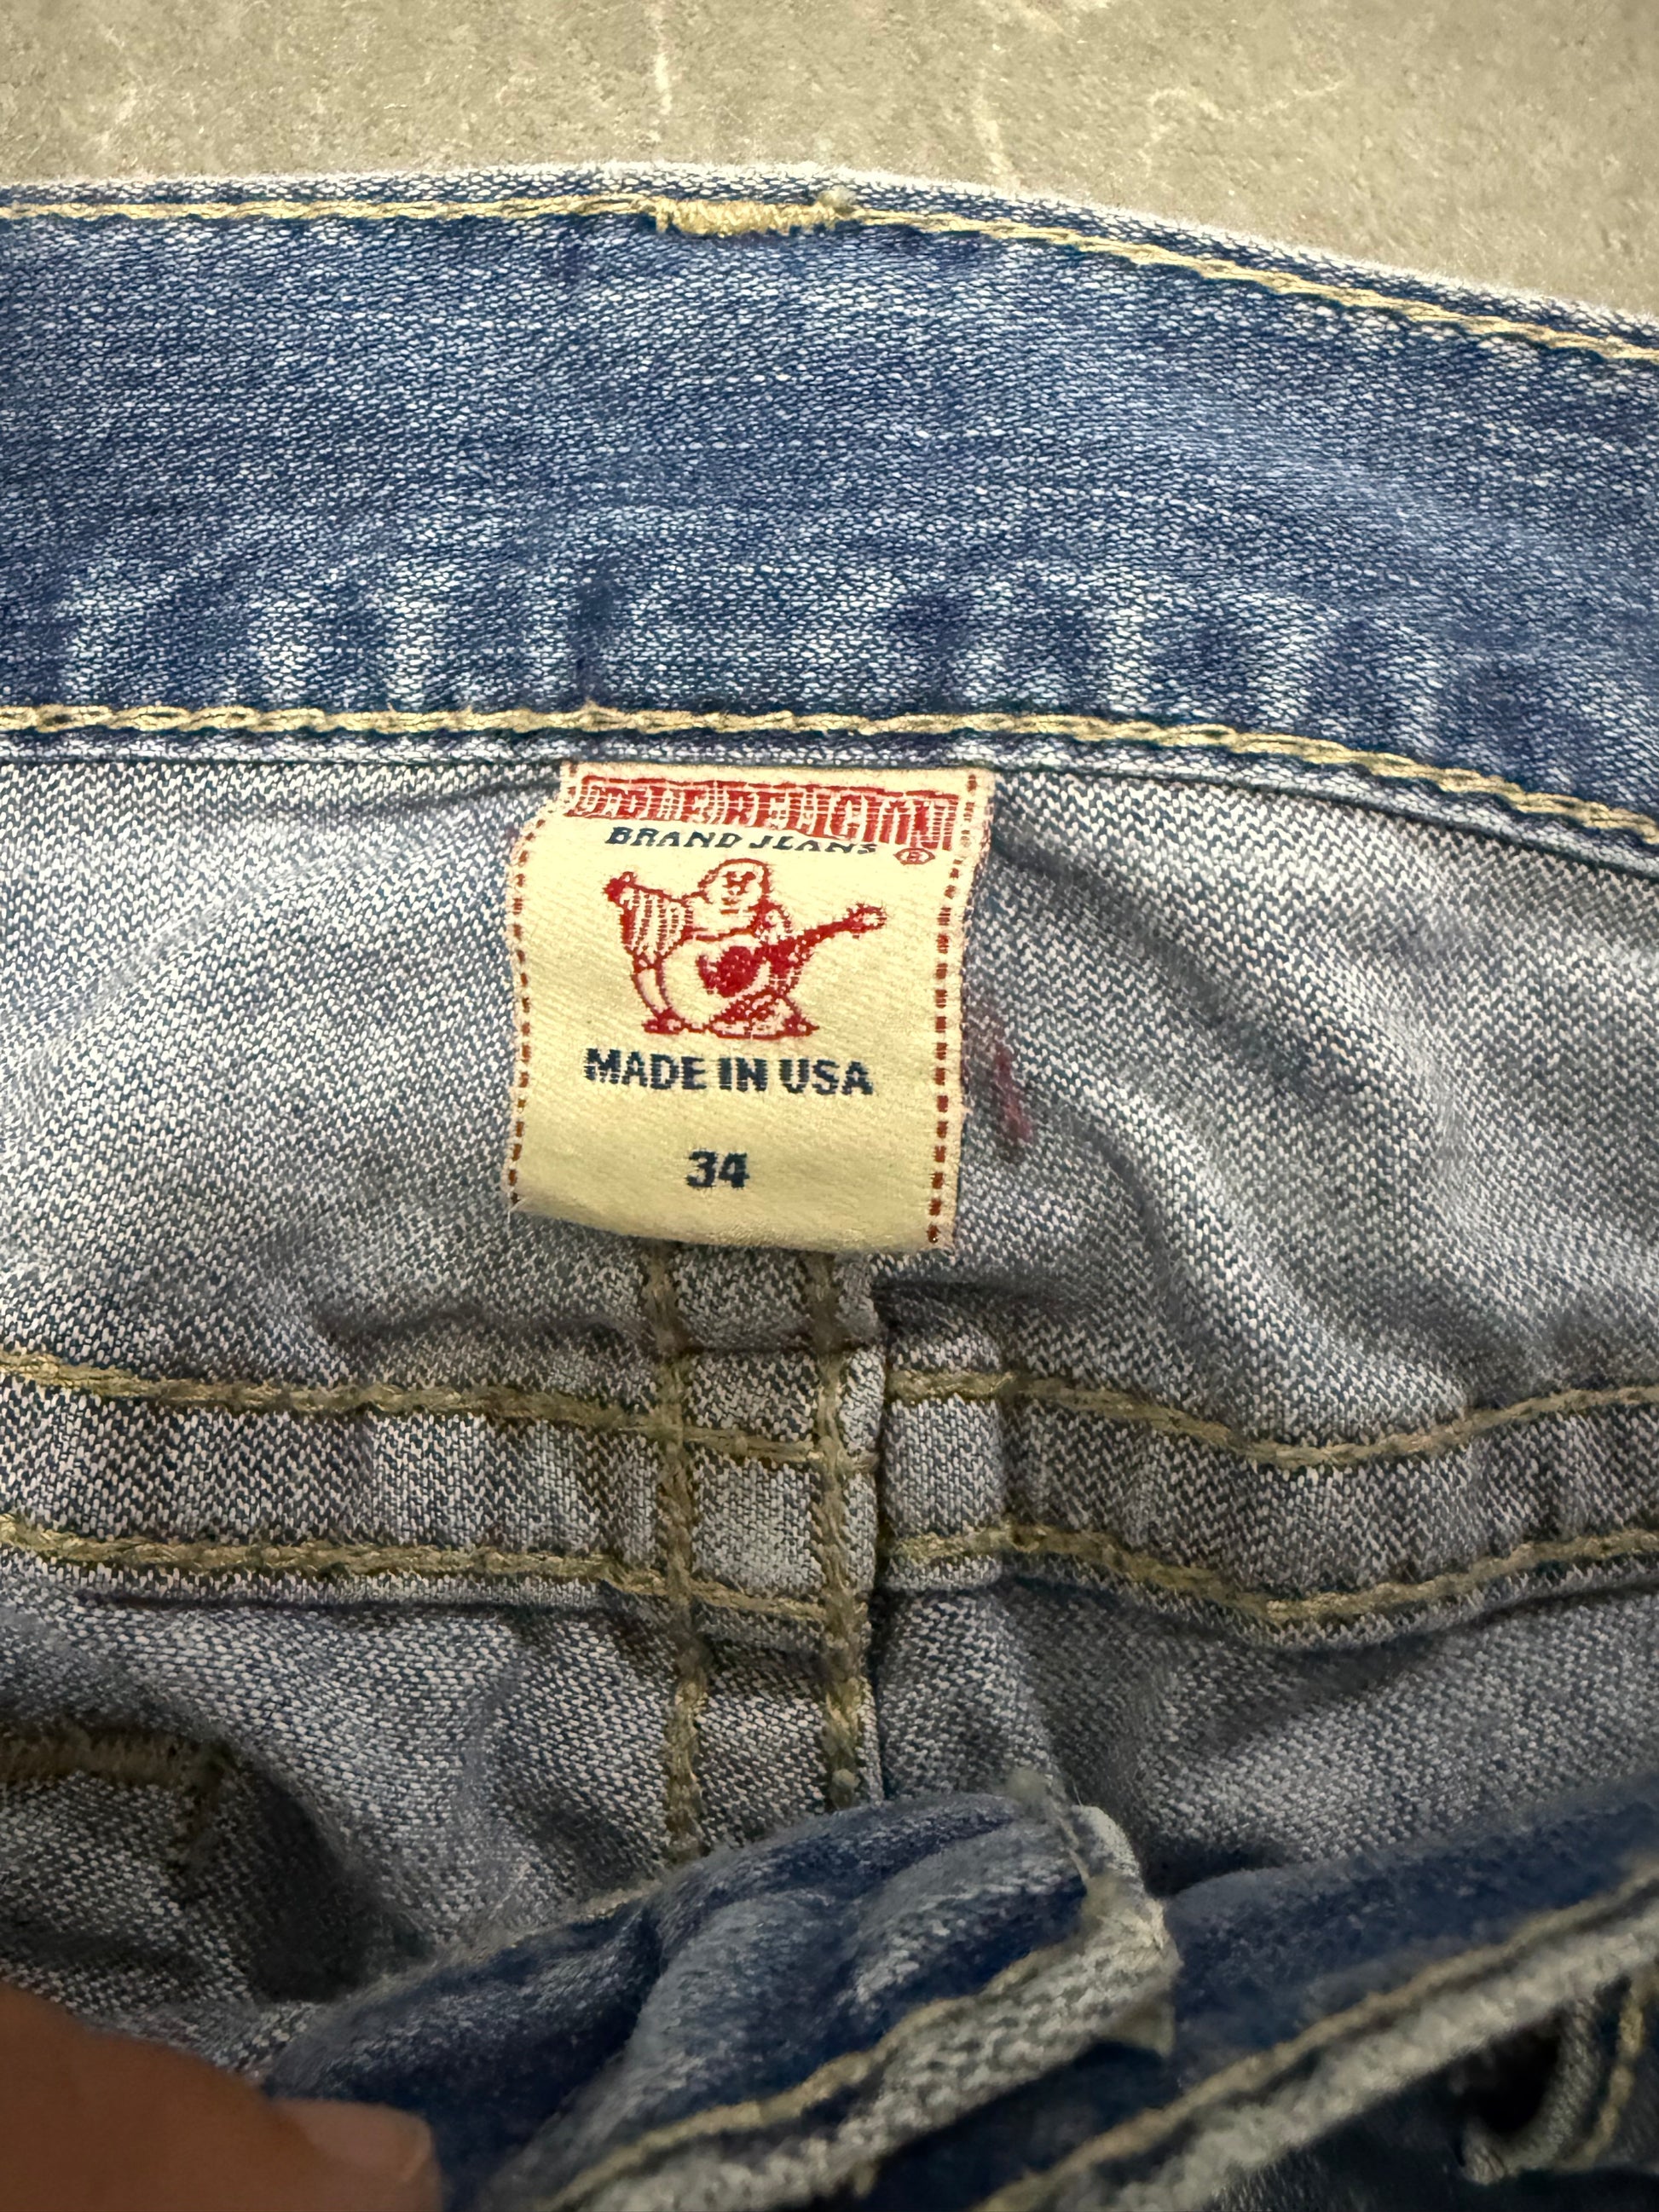 TRUE RELIGION
BRAND JEANS ®
MADE IN USA
34